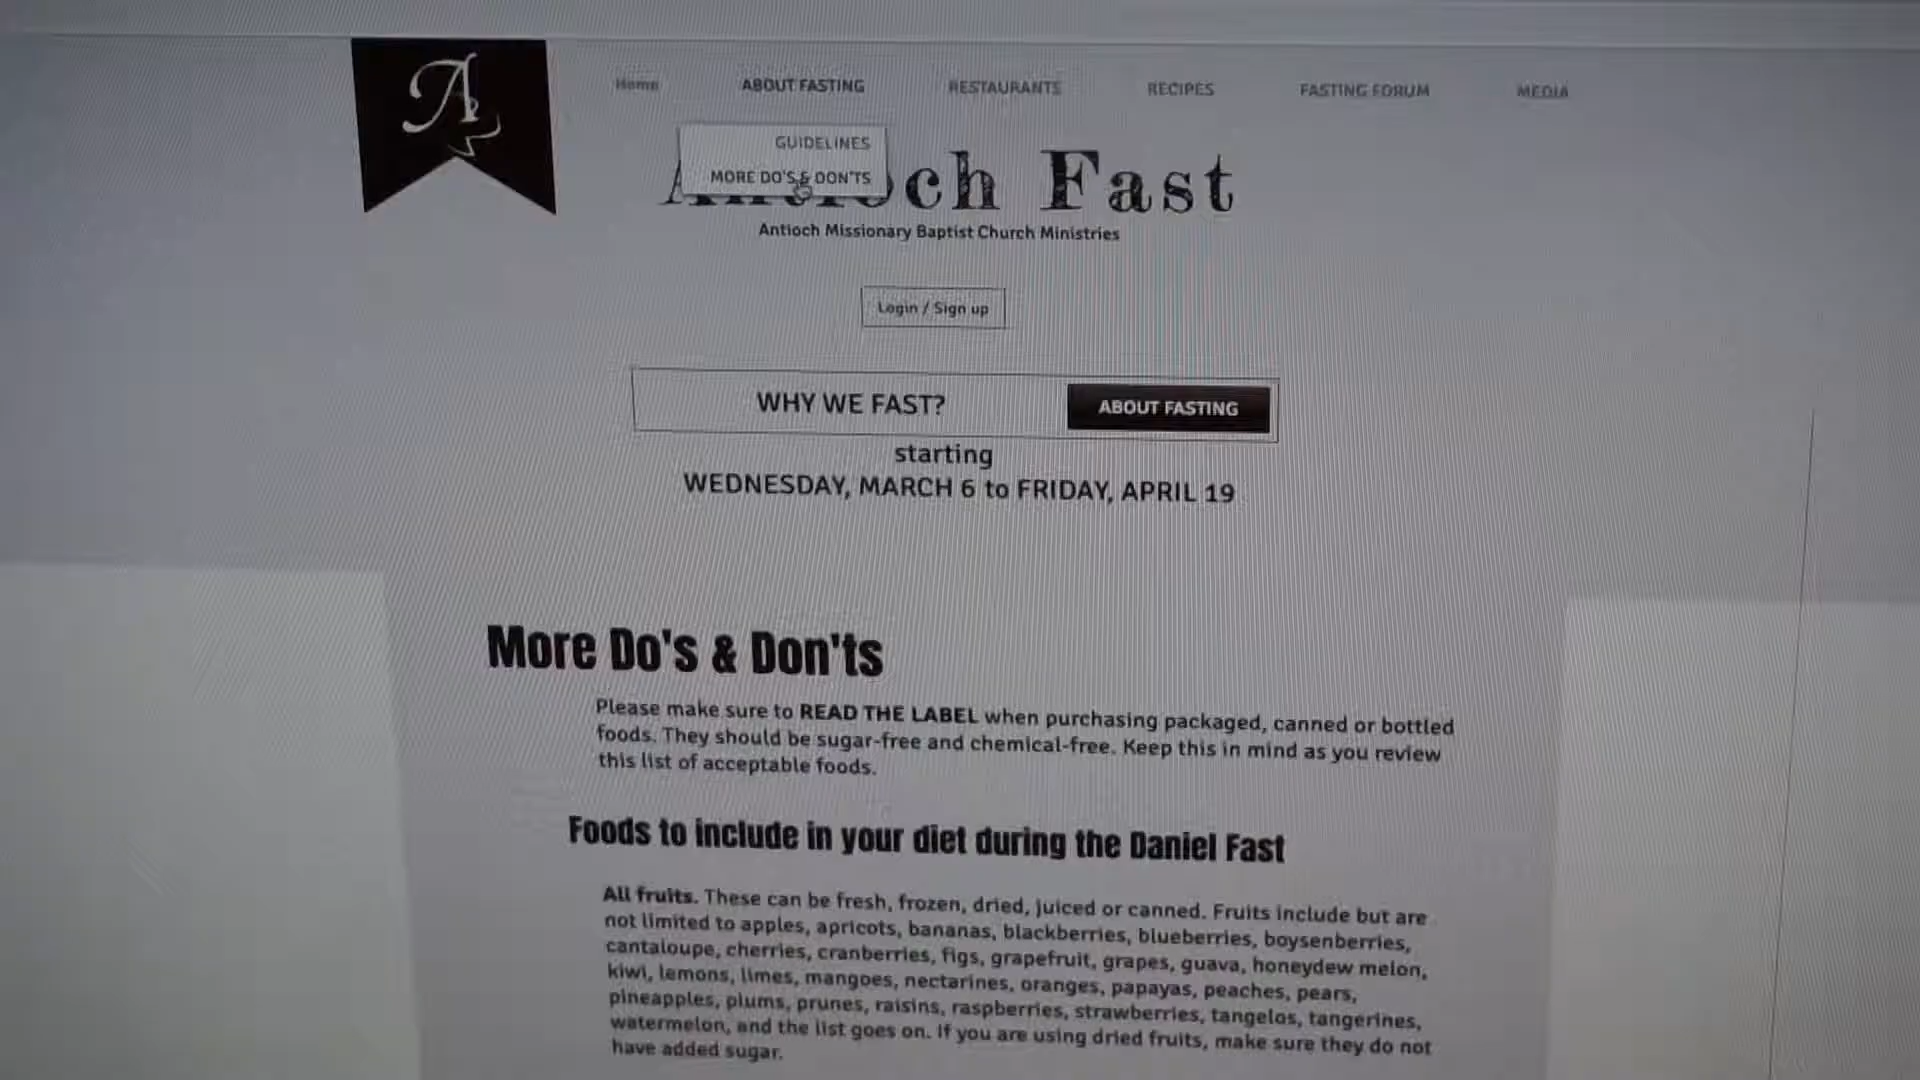 A
Home ABOUT FASTING RESTAURANTS RECIPES FASTING FORUM MEDIA
GUIDELINES
MORE DO'S & DON'TS
Antioch Fast
Antioch Missionary Baptist Church Ministries
Login / Sign up
WHY WE FAST? ABOUT FASTING
starting
WEDNESDAY, MARCH 6 to FRIDAY, APRIL 19
More Do's & Don'ts
Please make sure to READ THE LABEL when purchasing packaged, canned or bottled
foods. They should be sugar-free and chemical-free. Keep this in mind as you review
this list of acceptable foods.
Foods to include in your diet during the Daniel Fast
All fruits. These can be fresh, frozen, dried, juiced or canned. Fruits include but are
not limited to apples, apricots, bananas, blackberries, blueberries, boysenberries,
cantaloupe, cherries, cranberries, figs, grapefruit, grapes, guava, honeydew melon,
kiwi, lemons, limes, mangoes, nectarines, oranges, papayas, peaches, pears,
pineapples, plums, prunes, raisins, raspberries, strawberries, tangelos, tangerines,
watermelon, and the list goes on. If you are using dried fruits, make sure they do not
have added sugar.